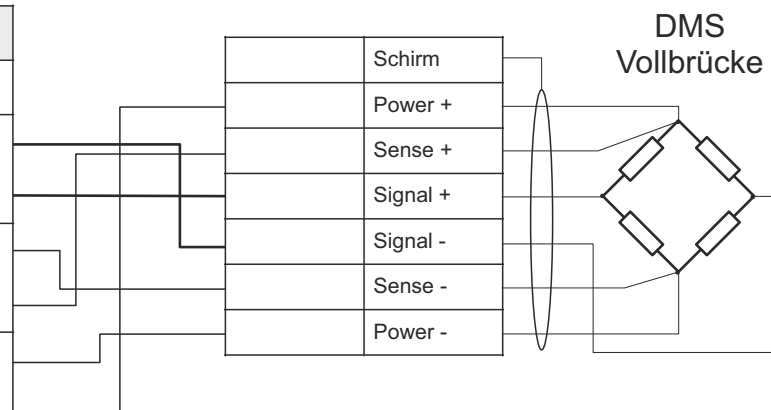 DMS
Vollbrücke
Schirm
Power +
Sense +
Signal +
Signal -
Sense -
Power -